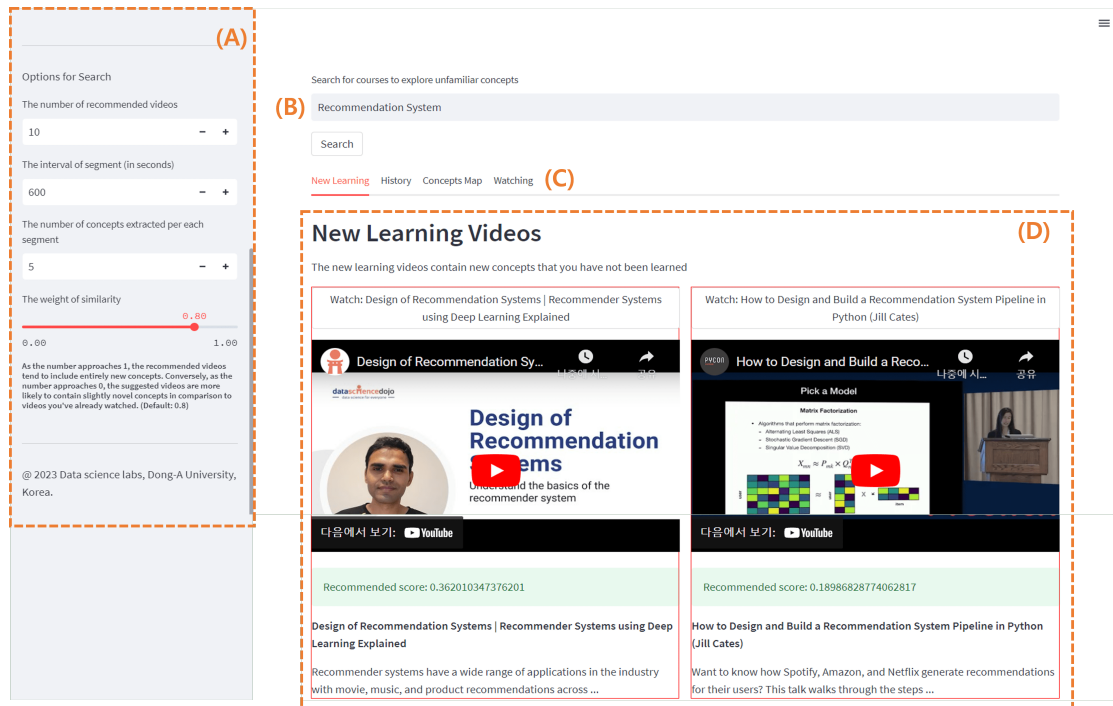 (A)
Options for Search
The number of recommended videos
10 - +
The interval of segment (in seconds)
600 - +
The number of concepts extracted per each
segment
5 - +
The weight of similarity
0.80
0.00 1.00
As the number approaches 1, the recommended videos
tend to include entirely new concepts. Conversely, as the
number approaches 0, the suggested videos are more
likely to contain slightly novel concepts in comparison to
videos you've already watched. (Default: 0.8)
@ 2023 Data science labs, Dong-A University,
Korea.
Search for courses to explore unfamiliar concepts
(B) Recommendation System
Search
New Learning History Concepts Map Watching (C)
(D)
New Learning Videos
The new learning videos contain new concepts that you have not been learned
Watch: Design of Recommendation Systems | Recommender Systems
using Deep Learning Explained
Design of Recommendation Sy...
datasciencedojo
data science for everyone
Design of
Recommendation
Understand the basics of the
recommender system
다음에서 보기: YouTube
Recommended score: 0.362010347376201
Design of Recommendation Systems | Recommender Systems using Deep
Learning Explained
Recommender systems have a wide range of applications in the industry
with movie, music, and product recommendations across ...
Watch: How to Design and Build a Recommendation System Pipeline in
Python (Jill Cates)
PYCON
How to Design and Build a Reco...
나중에 시... 공유
Pick a Model
Matrix Factorization
Algorithms that perform matrix factorization:
Alternating Least Squares (ALS)
Stochastic Gradient Descent (SGD)
Singular Value Decomposition (SVD)
다음에서 보기: YouTube
Recommended score: 0.18986828774062817
How to Design and Build a Recommendation System Pipeline in Python
(Jill Cates)
Want to know how Spotify, Amazon, and Netflix generate recommendations
for their users? This talk walks through the steps ...